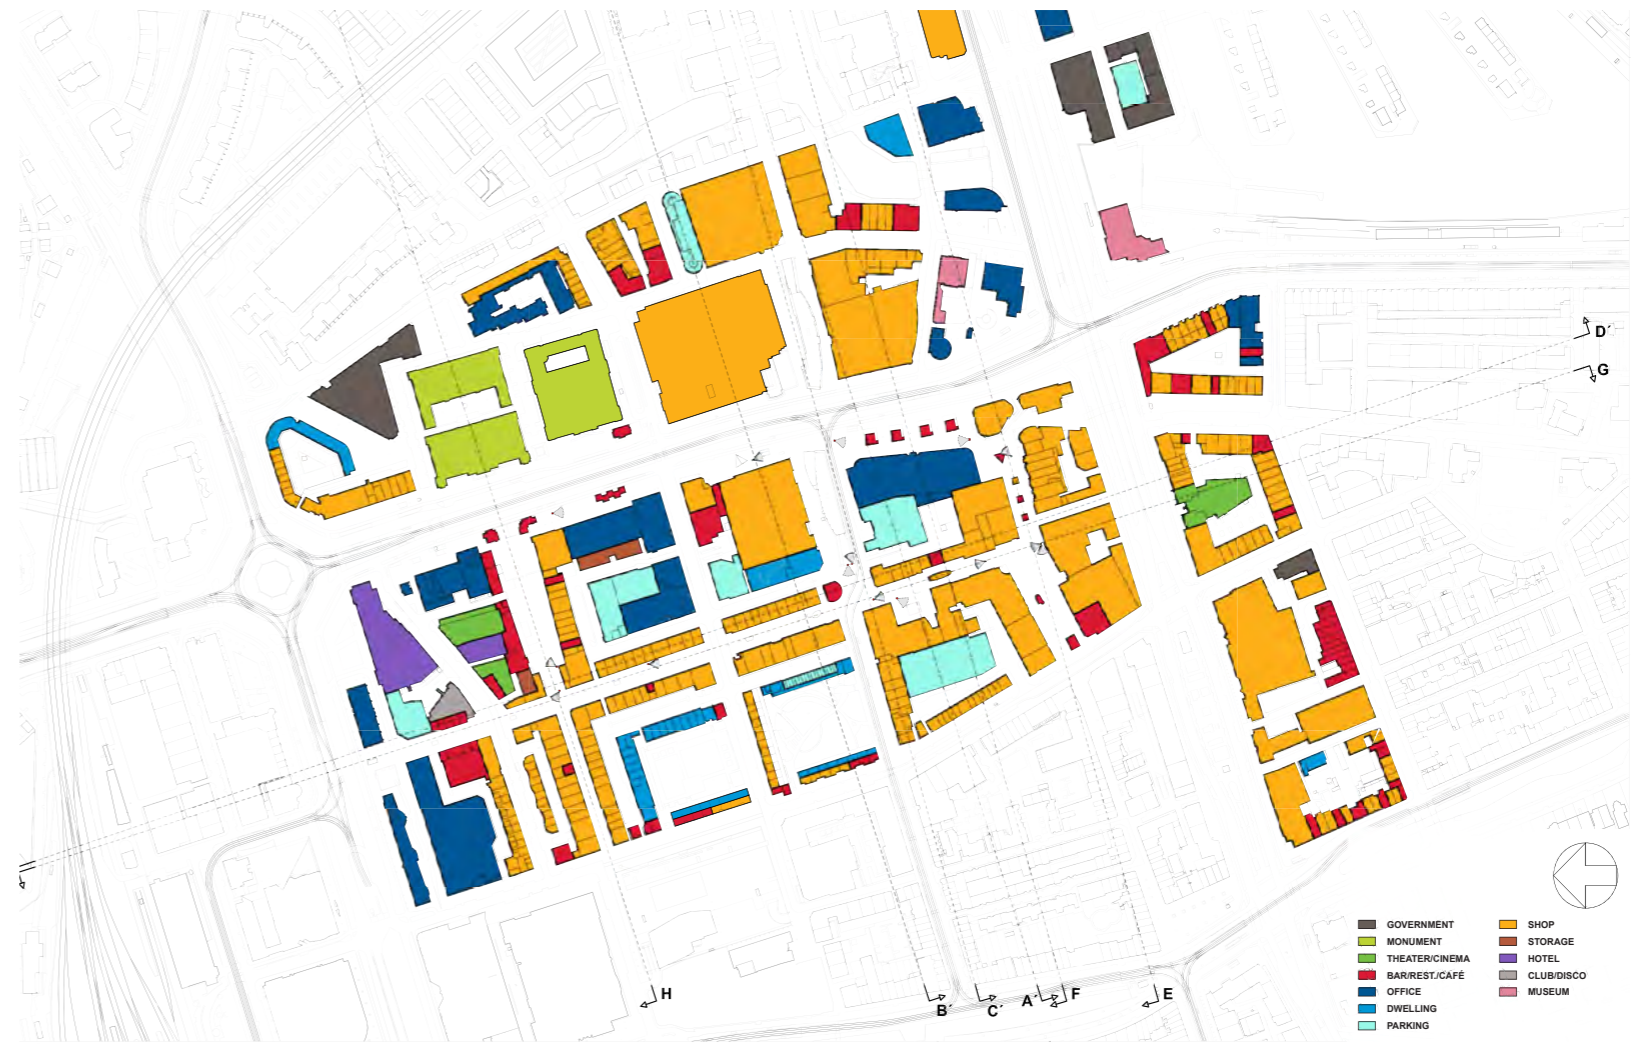 D´
G
H
B´
C´
A´
F
E
GOVERNMENT
MONUMENT
THEATER/CINEMA
BAR/REST./CAFÉ
OFFICE
DWELLING
PARKING
SHOP
STORAGE
HOTEL
CLUB/DISCO
MUSEUM